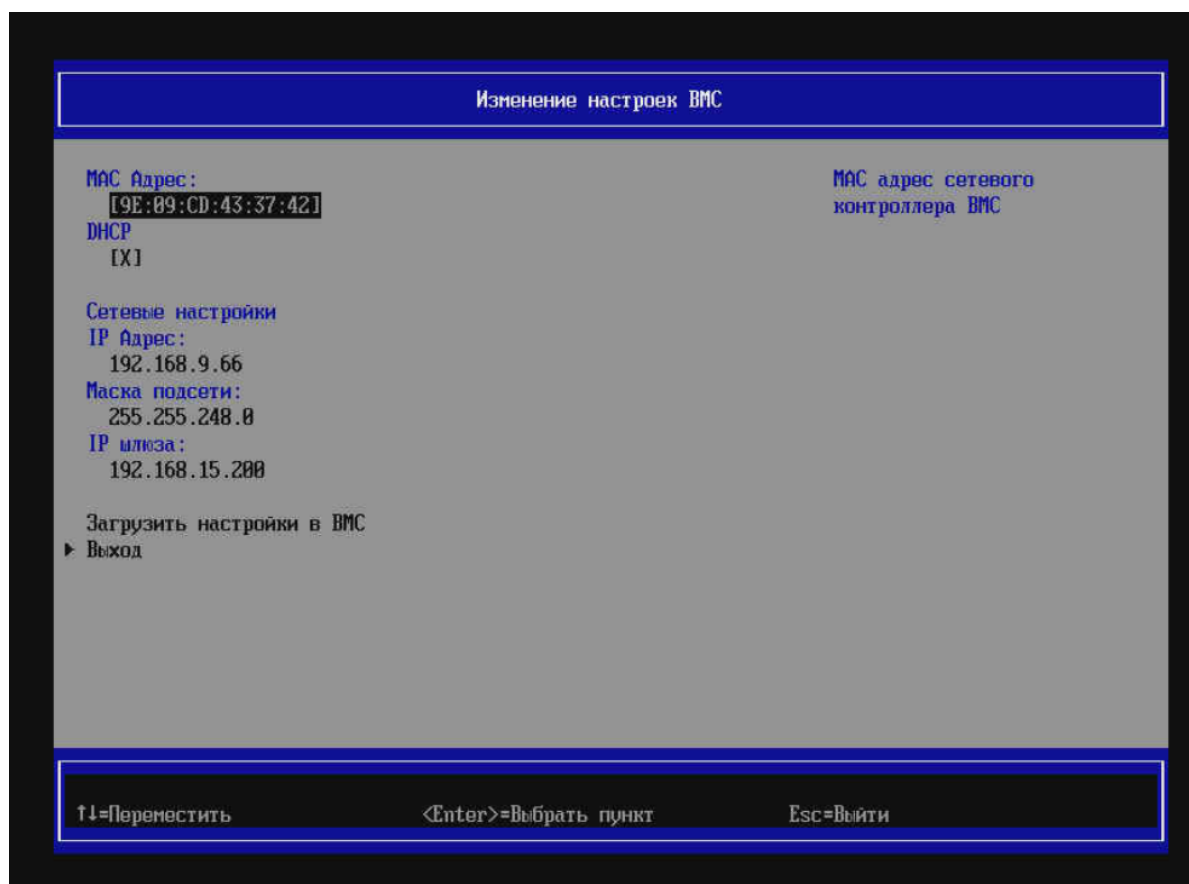 Изменение настроек BMC
MAC Адрес:
[9E:09:CD:43:37:42]
DHCP
[X]
Сетевые настройки
IP Адрес:
192.168.9.66
Маска подсети:
255.255.248.0
IP шлюза:
192.168.15.200
Загрузить настройки в BMC
Выход
MAC адрес сетевого
контроллера BMC
↑↓=Переместить <Enter>=Выбрать пункт Esc=Выйти